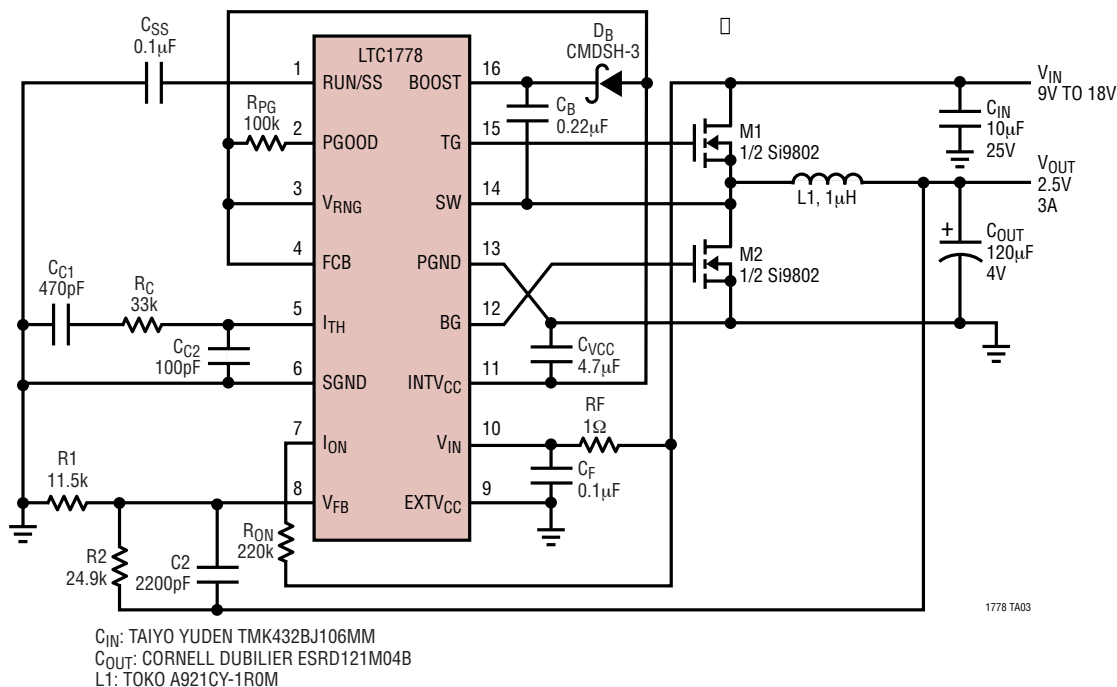 CSS
0.1µF
RPG
100k
CC1
470pF
RC
33k
CC2
100pF
R1
11.5k
R2
24.9k
C2
2200pF
RON
220k
LTC1778
1 RUN/SS
2 PGOOD
3 VRNG
4 FCB
5 ITH
6 SGND
7 ION
8 VFB
BOOST 16
TG 15
SW 14
PGND 13
BG 12
INTVCC 11
VIN 10
EXTVCC 9
DB
CMDSH-3
CB
0.22µF
M1
1/2 Si9802
M2
1/2 Si9802
L1, 1µH
CVCC
4.7µF
RF
1Ω
CF
0.1µF
VIN
9V TO 18V
CIN
10µF
25V
VOUT
2.5V
3A
+
COUT
120µF
4V
1778 TA03
CIN: TAIYO YUDEN TMK432BJ106MM
COUT: CORNELL DUBILIER ESRD121M04B
L1: TOKO A921CY-1R0M